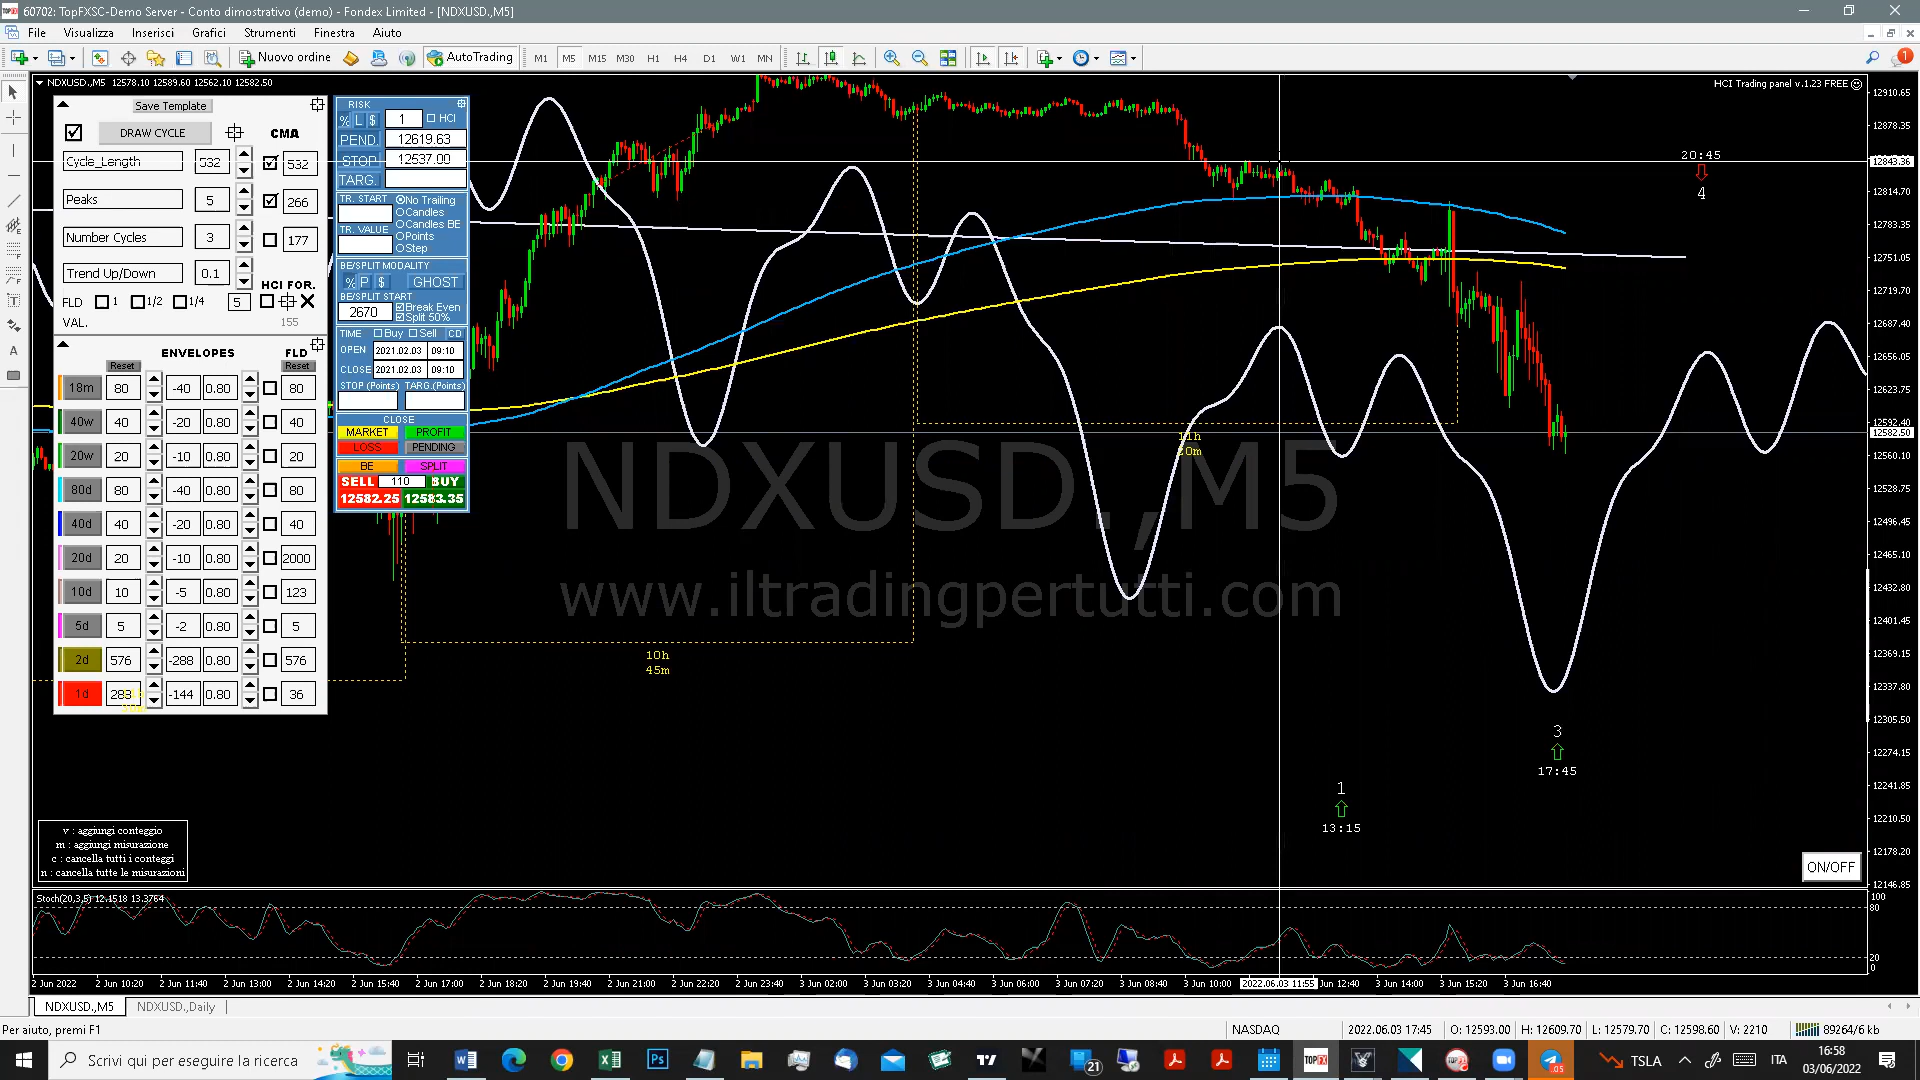 60702: TopFXSC-Demo Server - Conto dimostrativo (demo) - Fondex Limited - [NDXUSD.,M5]
File Visualizza Inserisci Grafici Strumenti Finestra Aiuto
Nuovo ordine AutoTrading M1 M5 M15 M30 H1 H4 D1 W1 MN
NDXUSD.,M5 12578.10 12589.60 12562.10 12582.50
HCI Trading panel v.1.23 FREE
Save Template
DRAW CYCLE CMA
Cycle_Length 532 532
Peaks 5 266
Number Cycles 3 177
Trend Up/Down 0.1
HCI FOR.
FLD 1 1/2 1/4 5
VAL. 155
ENVELOPES FLD
Reset Reset
18m 80 -40 0.80 80
40w 40 -20 0.80 40
20w 20 -10 0.80 20
80d 80 -40 0.80 80
40d 40 -20 0.80 40
20d 20 -10 0.80 2000
10d 10 -5 0.80 123
5d 5 -2 0.80 5
2d 576 -288 0.80 576
1d 288 -144 0.80 36
RISK
% L $ 1 HCI
PEND. 12619.63
STOP 12537.00
TARG.
TR. START No Trailing
Candles
Candles BE
TR. VALUE Points
Step
BE/SPLIT MODALITY
% P $ GHOST
BE/SPLIT START
2670 Break Even
Split 50%
TIME Buy Sell CD
OPEN 2021.02.03 09:10
CLOSE 2021.02.03 09:10
STOP (Points) TARG.(Points)
CLOSE
MARKET PROFIT
LOSS PENDING
BE SPLIT
SELL 110 BUY
12582.25 12583.35
NDXUSD.,M5
www.iltradingpertutti.com
11h
20m
10h
45m
20:45
4
3
17:45
1
13:15
v : aggiungi conteggio
m : aggiungi misurazione
c : cancella tutti i conteggi
n : cancella tutte le misurazioni
ON/OFF
12910.65
12878.35
12843.36
12814.70
12783.35
12751.05
12719.70
12687.40
12656.05
12623.75
12592.40
12582.50
12560.10
12528.75
12496.45
12465.10
12432.80
12401.45
12369.15
12337.80
12305.50
12274.15
12241.85
12210.50
12178.20
12146.85
Stoch(20,3,5) 12.1518 13.3764
100
80
20
0
2 Jun 2022 2 Jun 10:20 2 Jun 11:40 2 Jun 13:00 2 Jun 14:20 2 Jun 15:40 2 Jun 17:00 2 Jun 18:20 2 Jun 19:40 2 Jun 21:00 2 Jun 22:20 2 Jun 23:40 3 Jun 02:00 3 Jun 03:20 3 Jun 04:40 3 Jun 06:00 3 Jun 07:20 3 Jun 08:40 3 Jun 10:00 2022.06.03 11:55 Jun 12:40 3 Jun 14:00 3 Jun 15:20 3 Jun 16:40
NDXUSD.,M5 NDXUSD.,Daily
Per aiuto, premi F1 NASDAQ 2022.06.03 17:45 O: 12593.00 H: 12609.70 L: 12579.70 C: 12598.60 V: 2210 89264/6 kb
Scrivi qui per eseguire la ricerca 21 TSLA ITA 16:58
03/06/2022